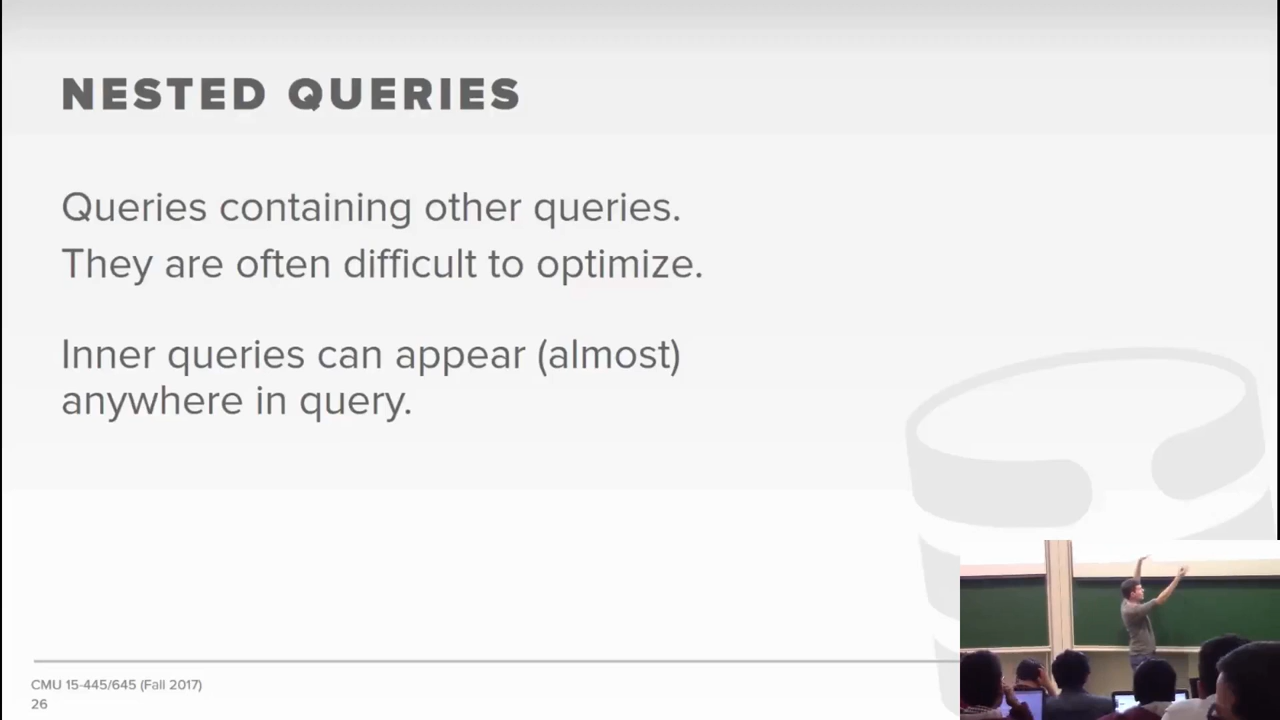 NESTED QUERIES
Queries containing other queries.
They are often difficult to optimize.
Inner queries can appear (almost)
anywhere in query.
CMU 15-445/645 (Fall 2017)
26